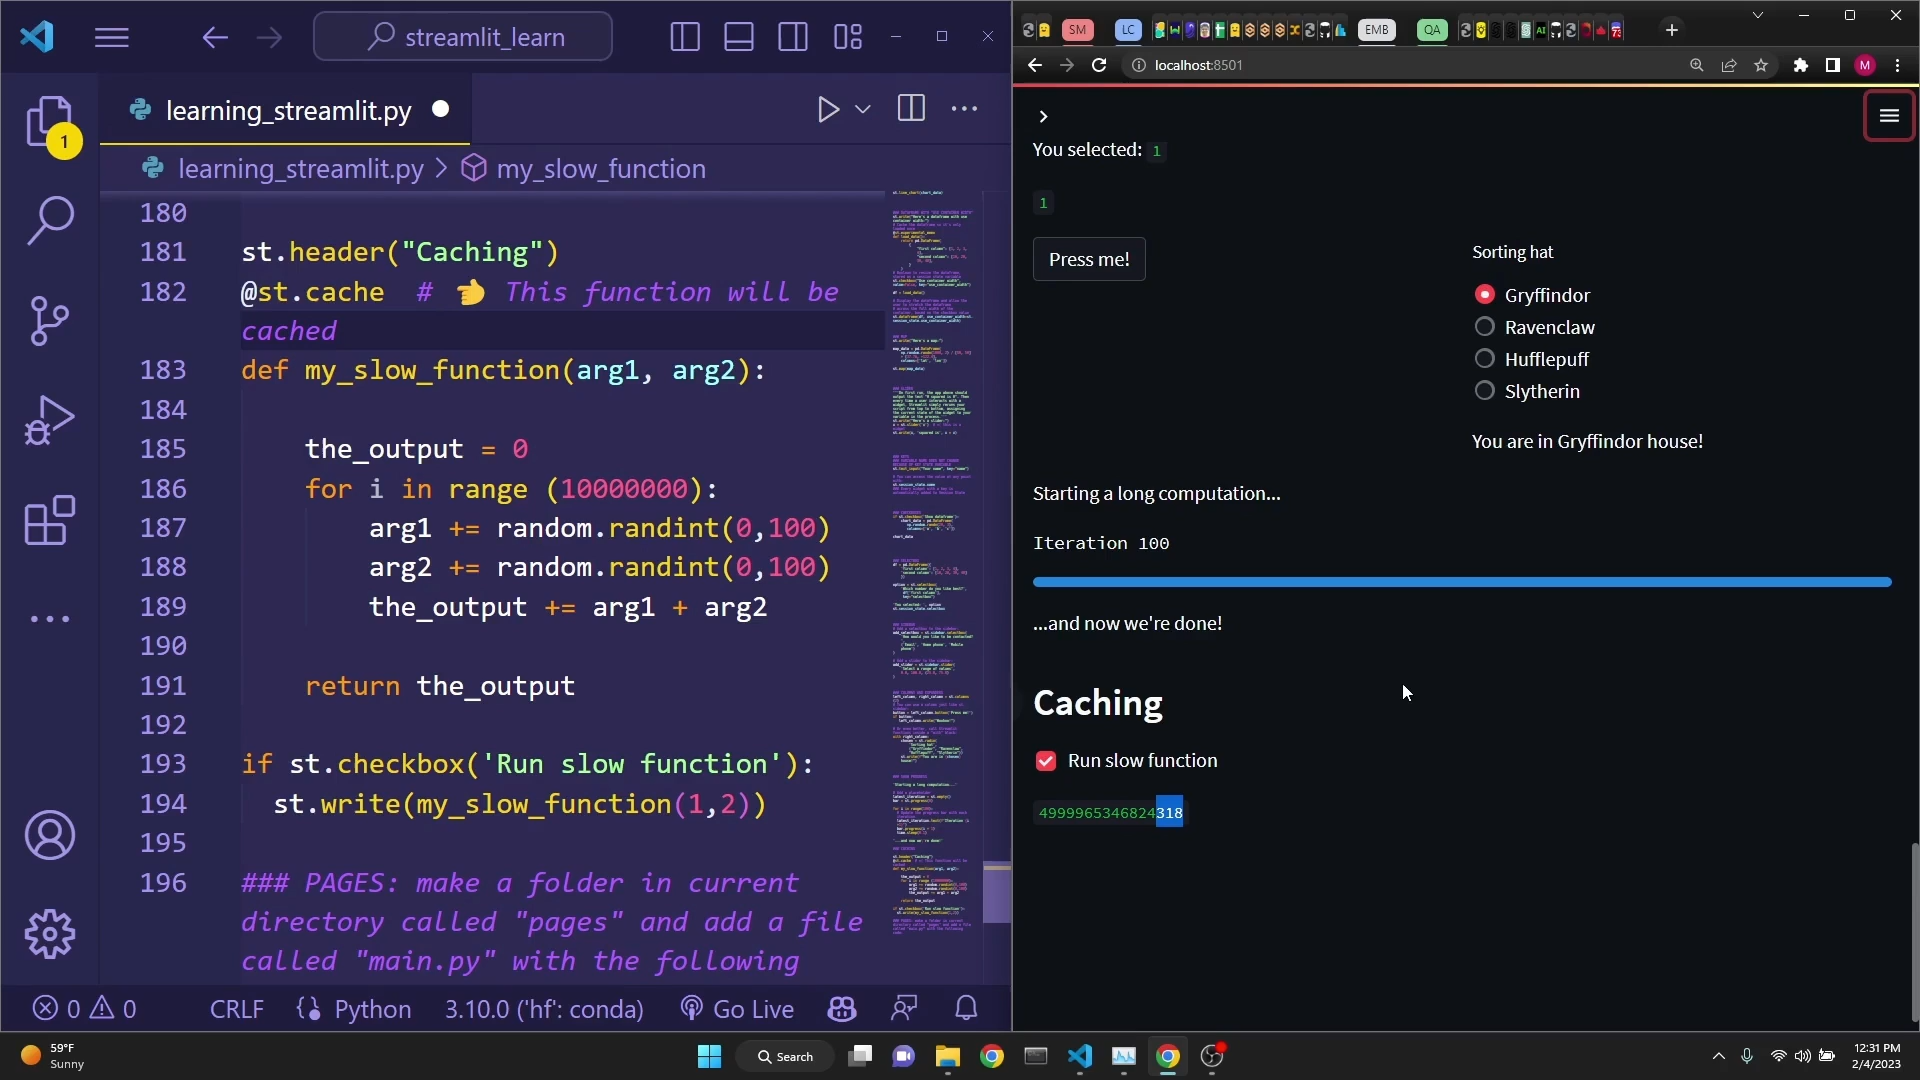 streamlit_learn
learning_streamlit.py
learning_streamlit.py > my_slow_function
1
180
181 st.header("Caching")
182 @st.cache # 👈 This function will be
cached
183 def my_slow_function(arg1, arg2):
184
185 the_output = 0
186 for i in range (10000000):
187 arg1 += random.randint(0,100)
188 arg2 += random.randint(0,100)
189 the_output += arg1 + arg2
190
191 return the_output
192
193 if st.checkbox('Run slow function'):
194 st.write(my_slow_function(1,2))
195
196 ### PAGES: make a folder in current
directory called "pages" and add a file
called "main.py" with the following
0 0 CRLF Python 3.10.0 ('hf': conda) Go Live
SM LC EMB QA
localhost:8501
M
You selected: 1
1
Press me!
Sorting hat
Gryffindor
Ravenclaw
Hufflepuff
Slytherin
You are in Gryffindor house!
Starting a long computation...
Iteration 100
...and now we're done!
Caching
Run slow function
4999965346824318
59°F
Sunny
Search
12:31 PM
2/4/2023